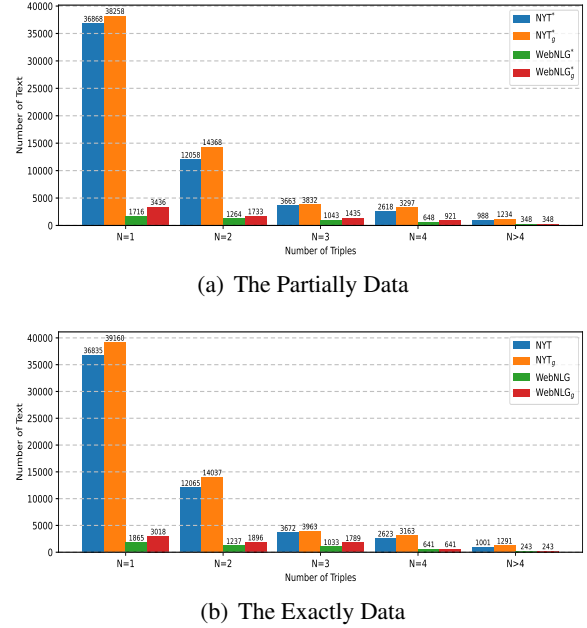 40000
35000
30000
25000
20000
15000
10000
5000
0
Number of Text
36868 38258 1716 3436
12058 14368 1264 1733
3663 3832 1043 1435
2618 3297 648 921
988 1234 348 348
NYT*
NYT*g
WebNLG*
WebNLG*g
N=1 N=2 N=3 N=4 N>4
Number of Triples
(a) The Partially Data
40000
35000
30000
25000
20000
15000
10000
5000
0
Number of Text
36835 39160 1865 3018
12065 14037 1237 1896
3672 3963 1033 1789
2623 3163 641 641
1001 1291 243 243
NYT
NYTg
WebNLG
WebNLGg
N=1 N=2 N=3 N=4 N>4
Number of Triples
(b) The Exactly Data